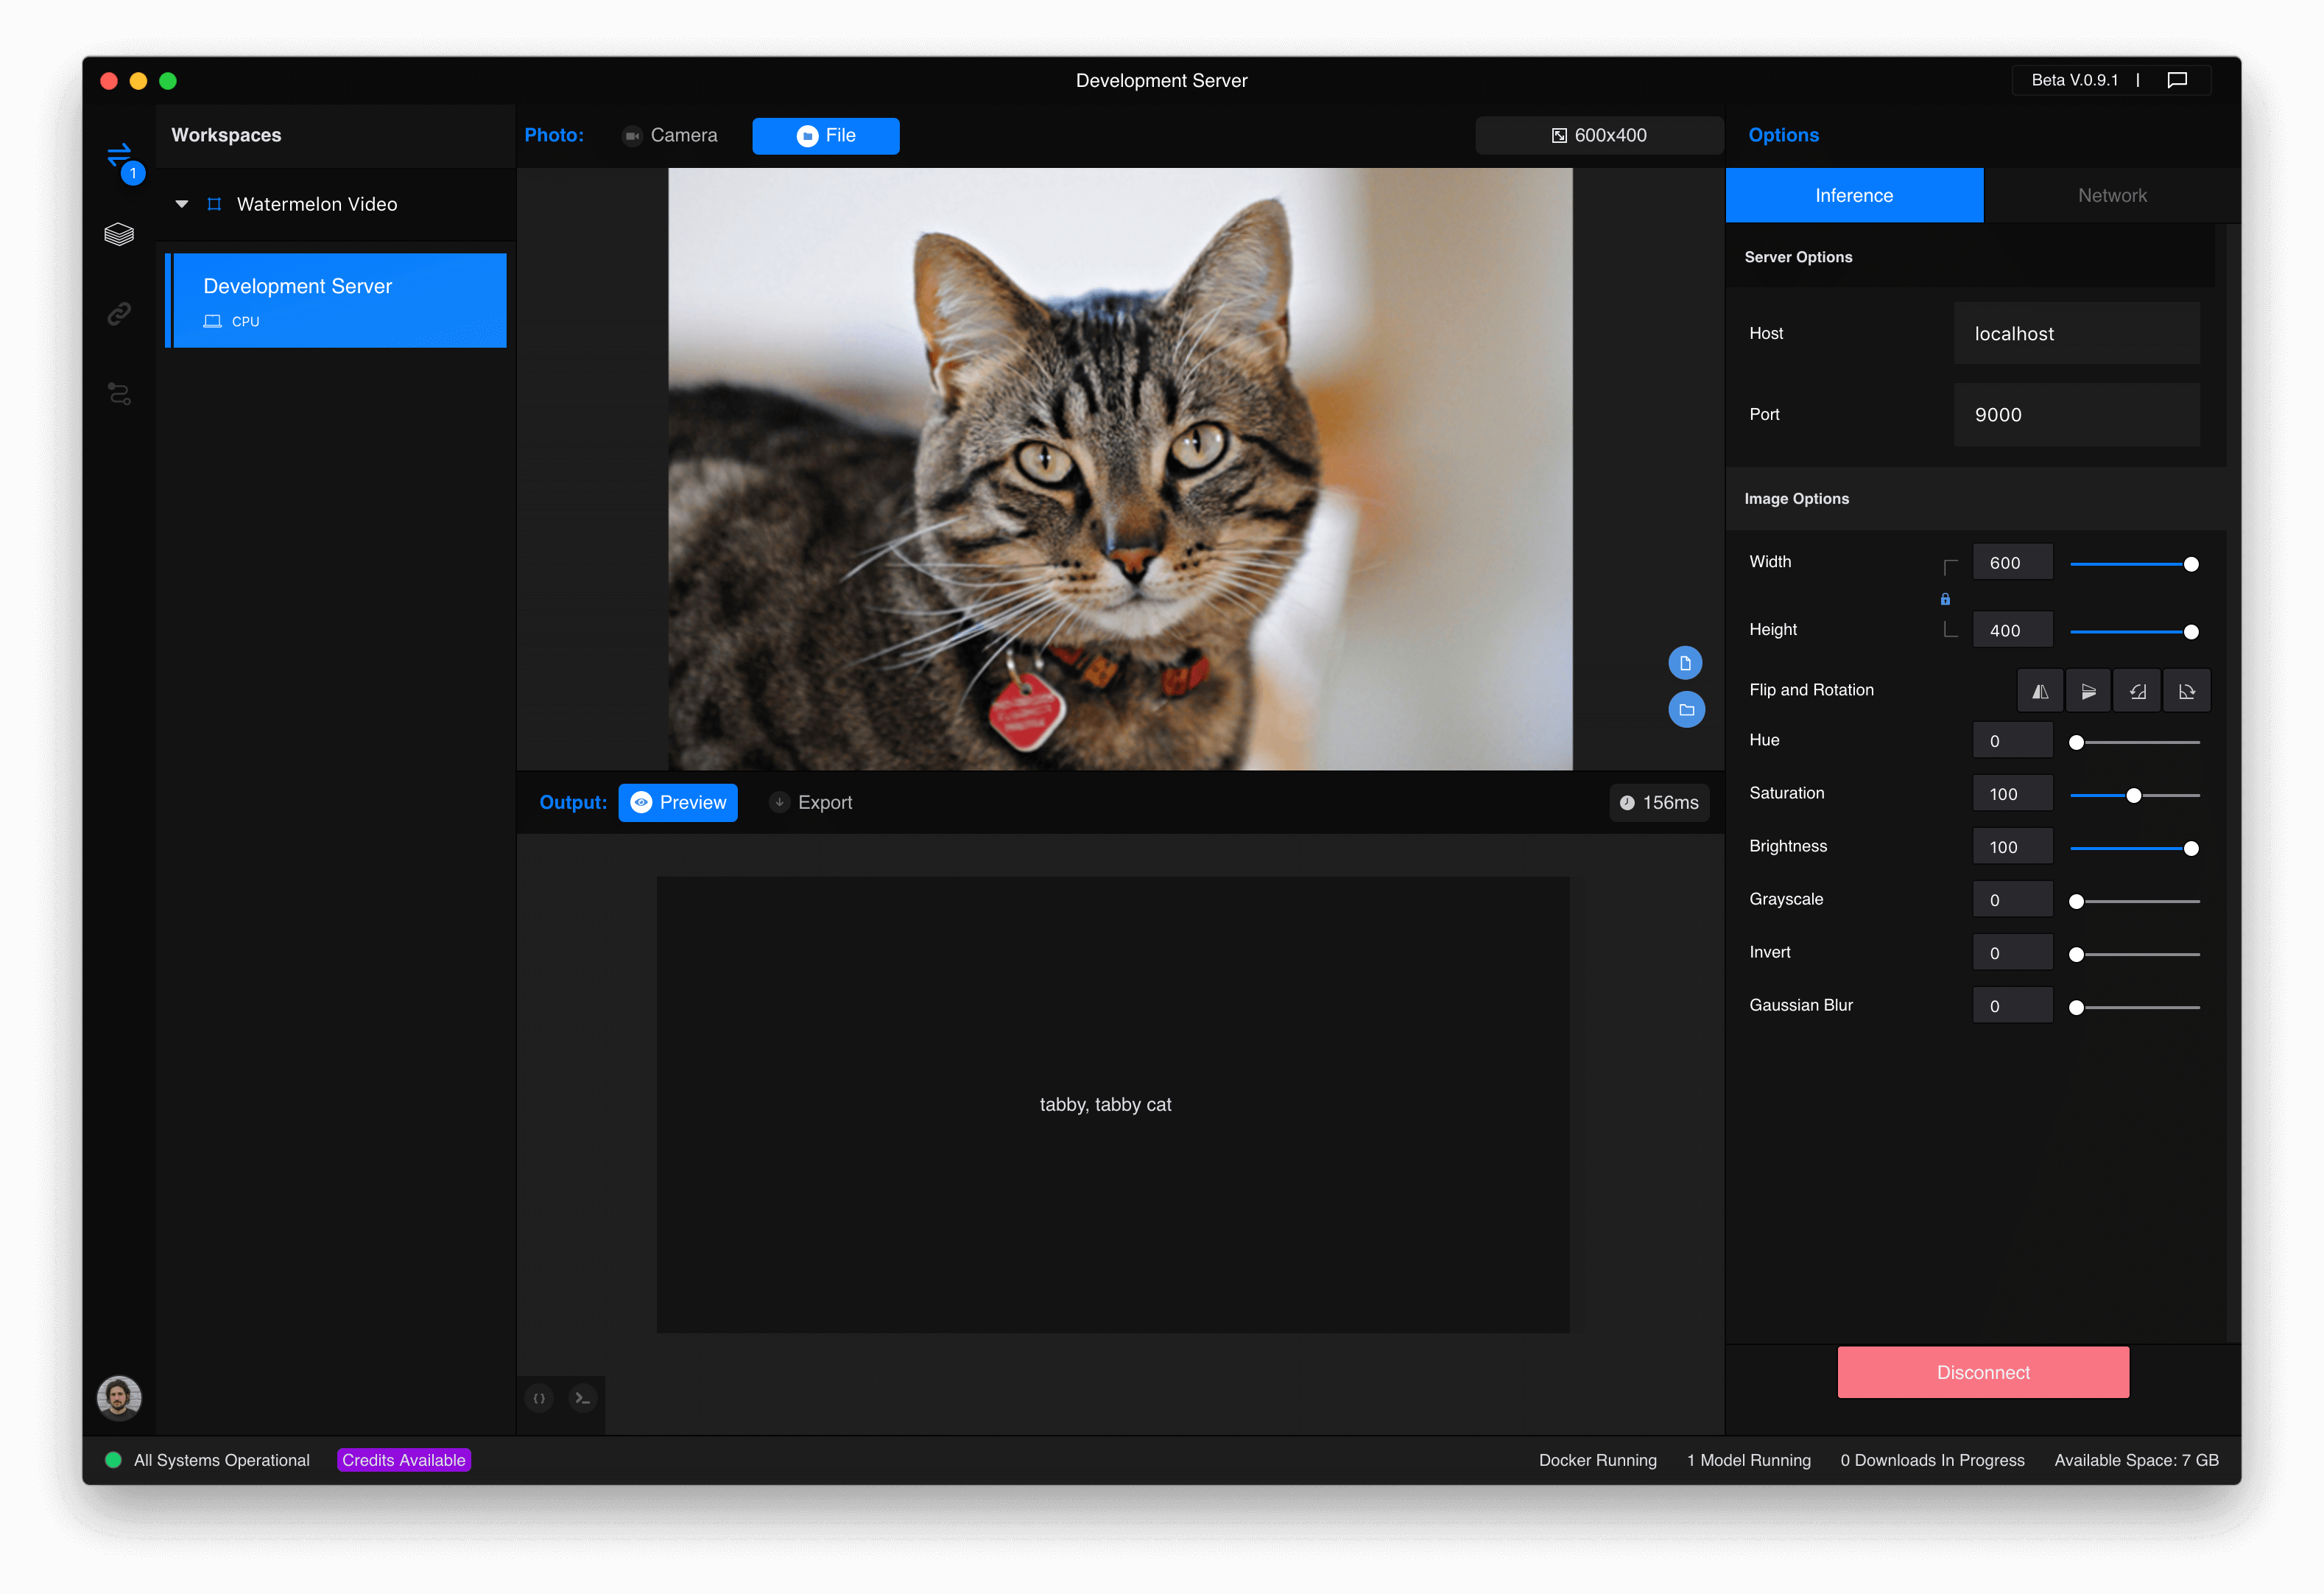 Development Server
Beta V.0.9.1 |
Workspaces
Photo:
Camera
File
600x400
Options
1
Watermelon Video
Inference
Network
Development Server
CPU
Server Options
Host
localhost
Port
9000
Image Options
Width
600
Height
400
Flip and Rotation
Hue
0
Saturation
100
Brightness
100
Grayscale
0
Invert
0
Gaussian Blur
0
Output:
Preview
Export
156ms
tabby, tabby cat
Disconnect
All Systems Operational
Credits Available
Docker Running
1 Model Running
0 Downloads In Progress
Available Space: 7 GB